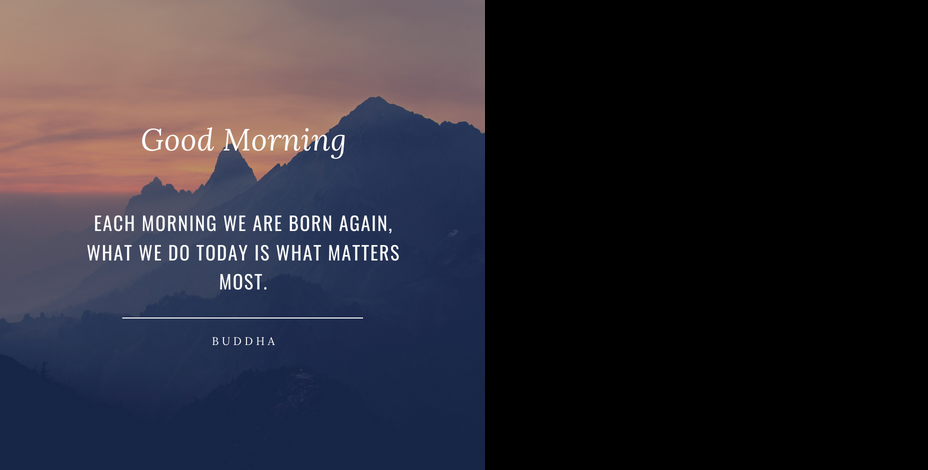 Good Morning
EACH MORNING WE ARE BORN AGAIN,
WHAT WE DO TODAY IS WHAT MATTERS
MOST.
BUDDHA